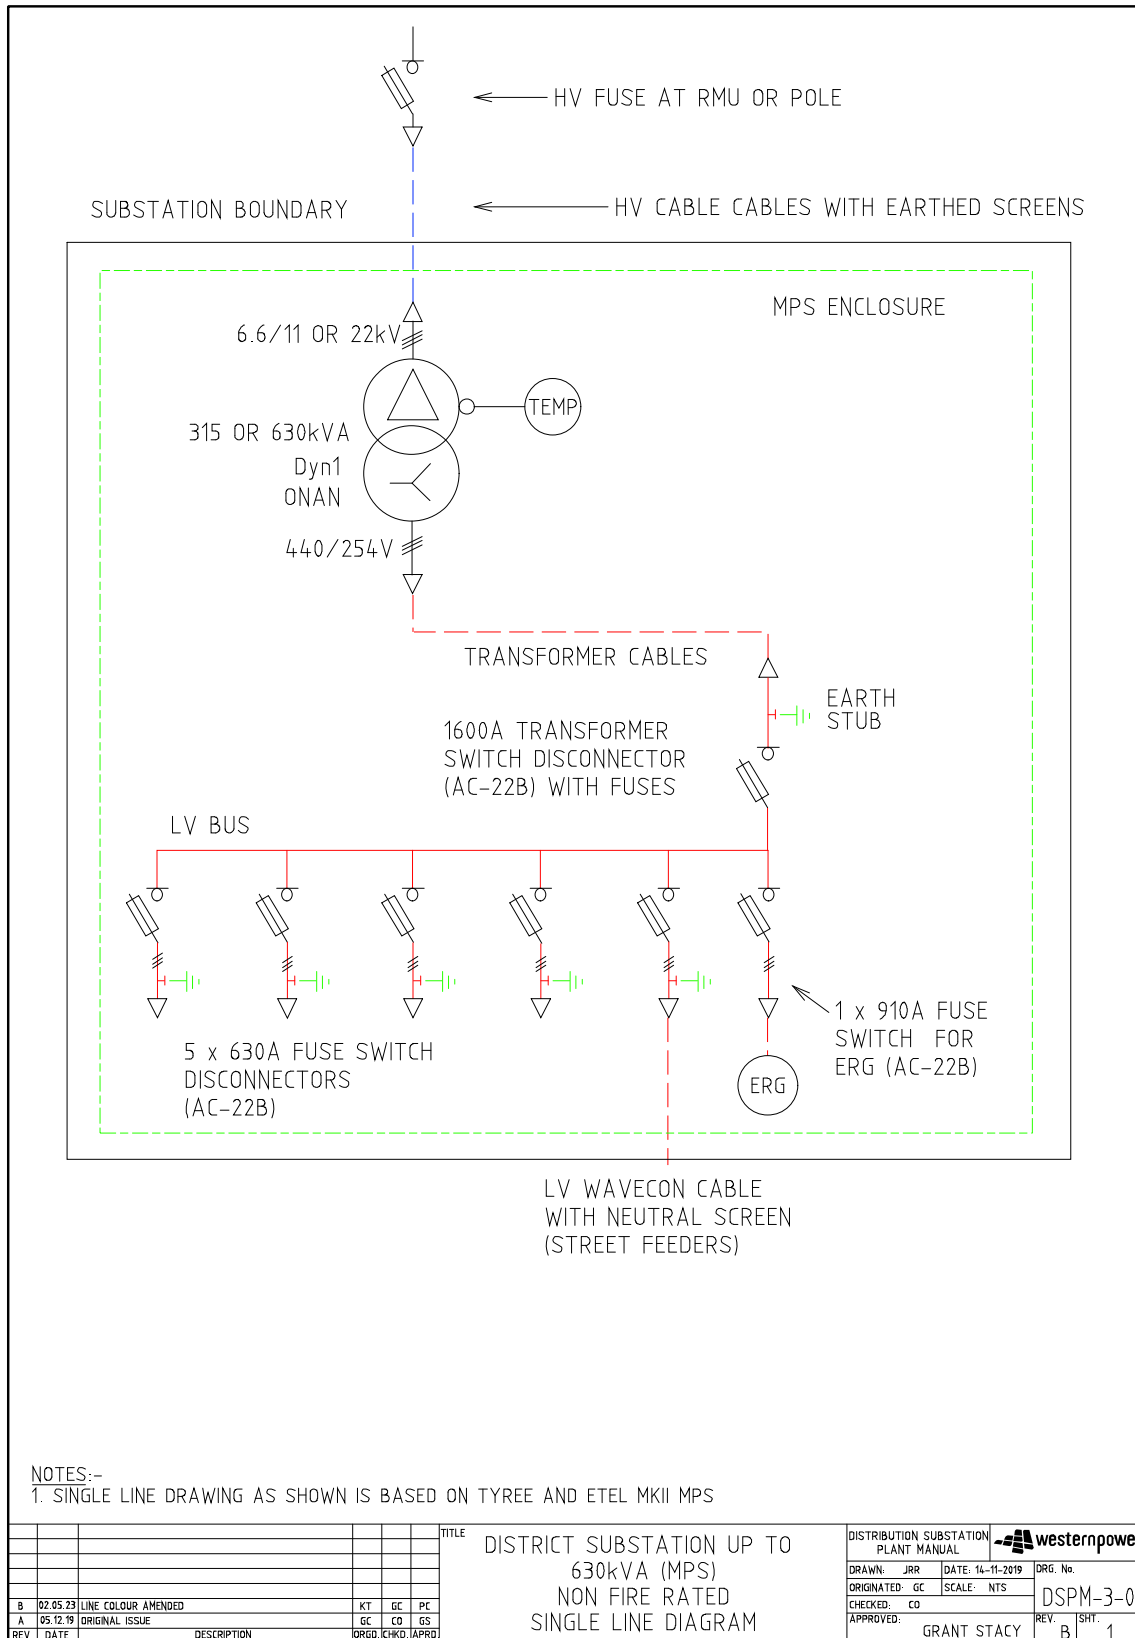 HV FUSE AT RMU OR POLE
SUBSTATION BOUNDARY
HV CABLE CABLES WITH EARTHED SCREENS
MPS ENCLOSURE
6.6/11 OR 22kV
TEMP
315 OR 630kVA
Dyn1
ONAN
440/254V
TRANSFORMER CABLES
EARTH
STUB
1600A TRANSFORMER
SWITCH DISCONNECTOR
(AC-22B) WITH FUSES
LV BUS
5 x 630A FUSE SWITCH
DISCONNECTORS
(AC-22B)
1 x 910A FUSE
SWITCH FOR
ERG (AC-22B)
ERG
LV WAVECON CABLE
WITH NEUTRAL SCREEN
(STREET FEEDERS)
NOTES:-
1. SINGLE LINE DRAWING AS SHOWN IS BASED ON TYREE AND ETEL MKII MPS
B 02.05.23 LINE COLOUR AMENDED KT GC PC
A 05.12.19 ORIGINAL ISSUE GC CO GS
REV DATE DESCRIPTION ORGD. CHKD. APRD.
TITLE
DISTRICT SUBSTATION UP TO
630kVA (MPS)
NON FIRE RATED
SINGLE LINE DIAGRAM
DISTRIBUTION SUBSTATION
PLANT MANUAL
westernpowe
DRAWN: JRR DATE: 14-11-2019
ORIGINATED: GC SCALE: NTS
CHECKED: CO
APPROVED:
GRANT STACY
DRG. No.
DSPM-3-0
REV. SHT.
B 1